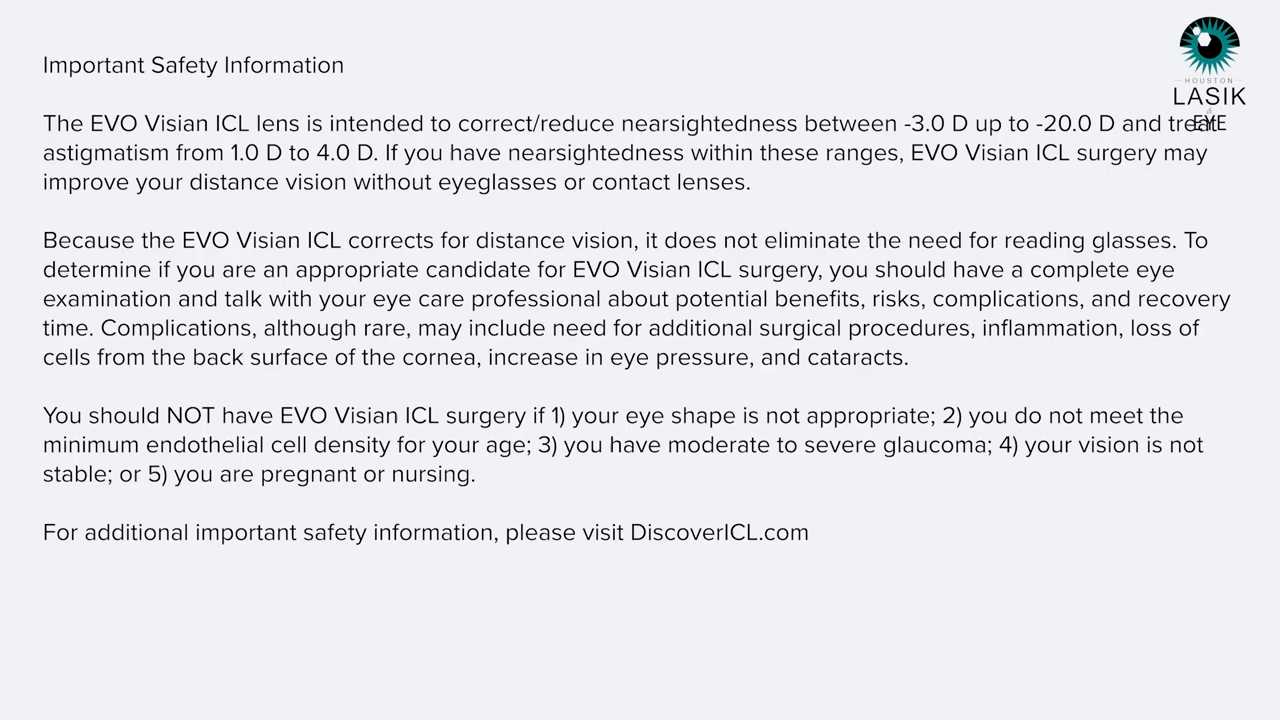 Important Safety Information
HOUSTON
LASIK
&
EYE
The EVO Visian ICL lens is intended to correct/reduce nearsightedness between -3.0 D up to -20.0 D and treat
astigmatism from 1.0 D to 4.0 D. If you have nearsightedness within these ranges, EVO Visian ICL surgery may
improve your distance vision without eyeglasses or contact lenses.
Because the EVO Visian ICL corrects for distance vision, it does not eliminate the need for reading glasses. To
determine if you are an appropriate candidate for EVO Visian ICL surgery, you should have a complete eye
examination and talk with your eye care professional about potential benefits, risks, complications, and recovery
time. Complications, although rare, may include need for additional surgical procedures, inflammation, loss of
cells from the back surface of the cornea, increase in eye pressure, and cataracts.
You should NOT have EVO Visian ICL surgery if 1) your eye shape is not appropriate; 2) you do not meet the
minimum endothelial cell density for your age; 3) you have moderate to severe glaucoma; 4) your vision is not
stable; or 5) you are pregnant or nursing.
For additional important safety information, please visit DiscoverICL.com